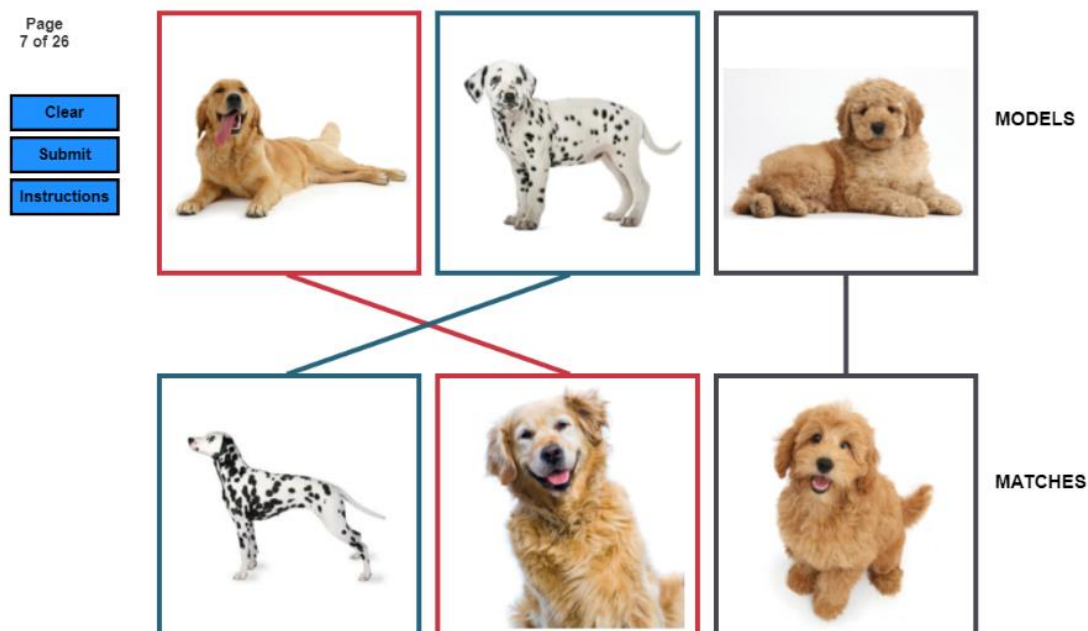 Page
7 of 26
Clear
Submit
Instructions
MODELS
MATCHES